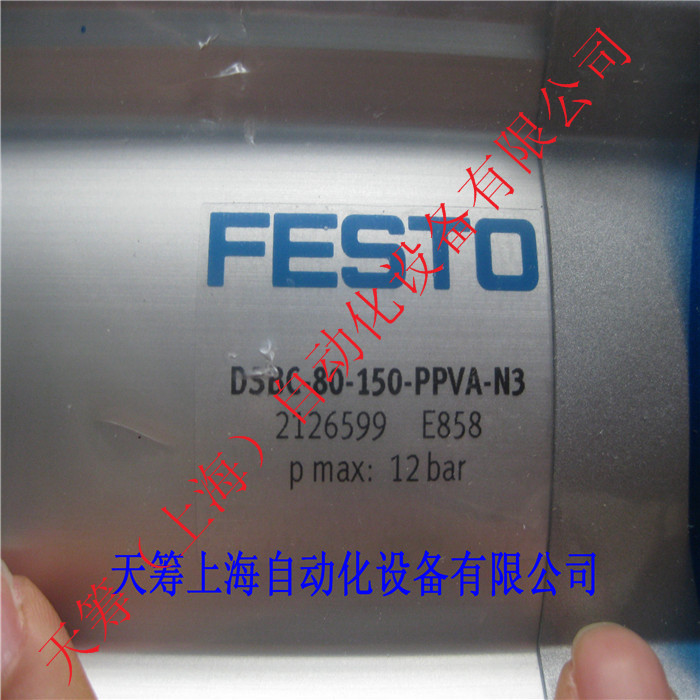 FESTO
DSBC-80-150-PPVA-N3
2126599 E858
p max: 12 bar
天筹上海自动化设备有限公司
天筹（上海）自动化设备有限公司